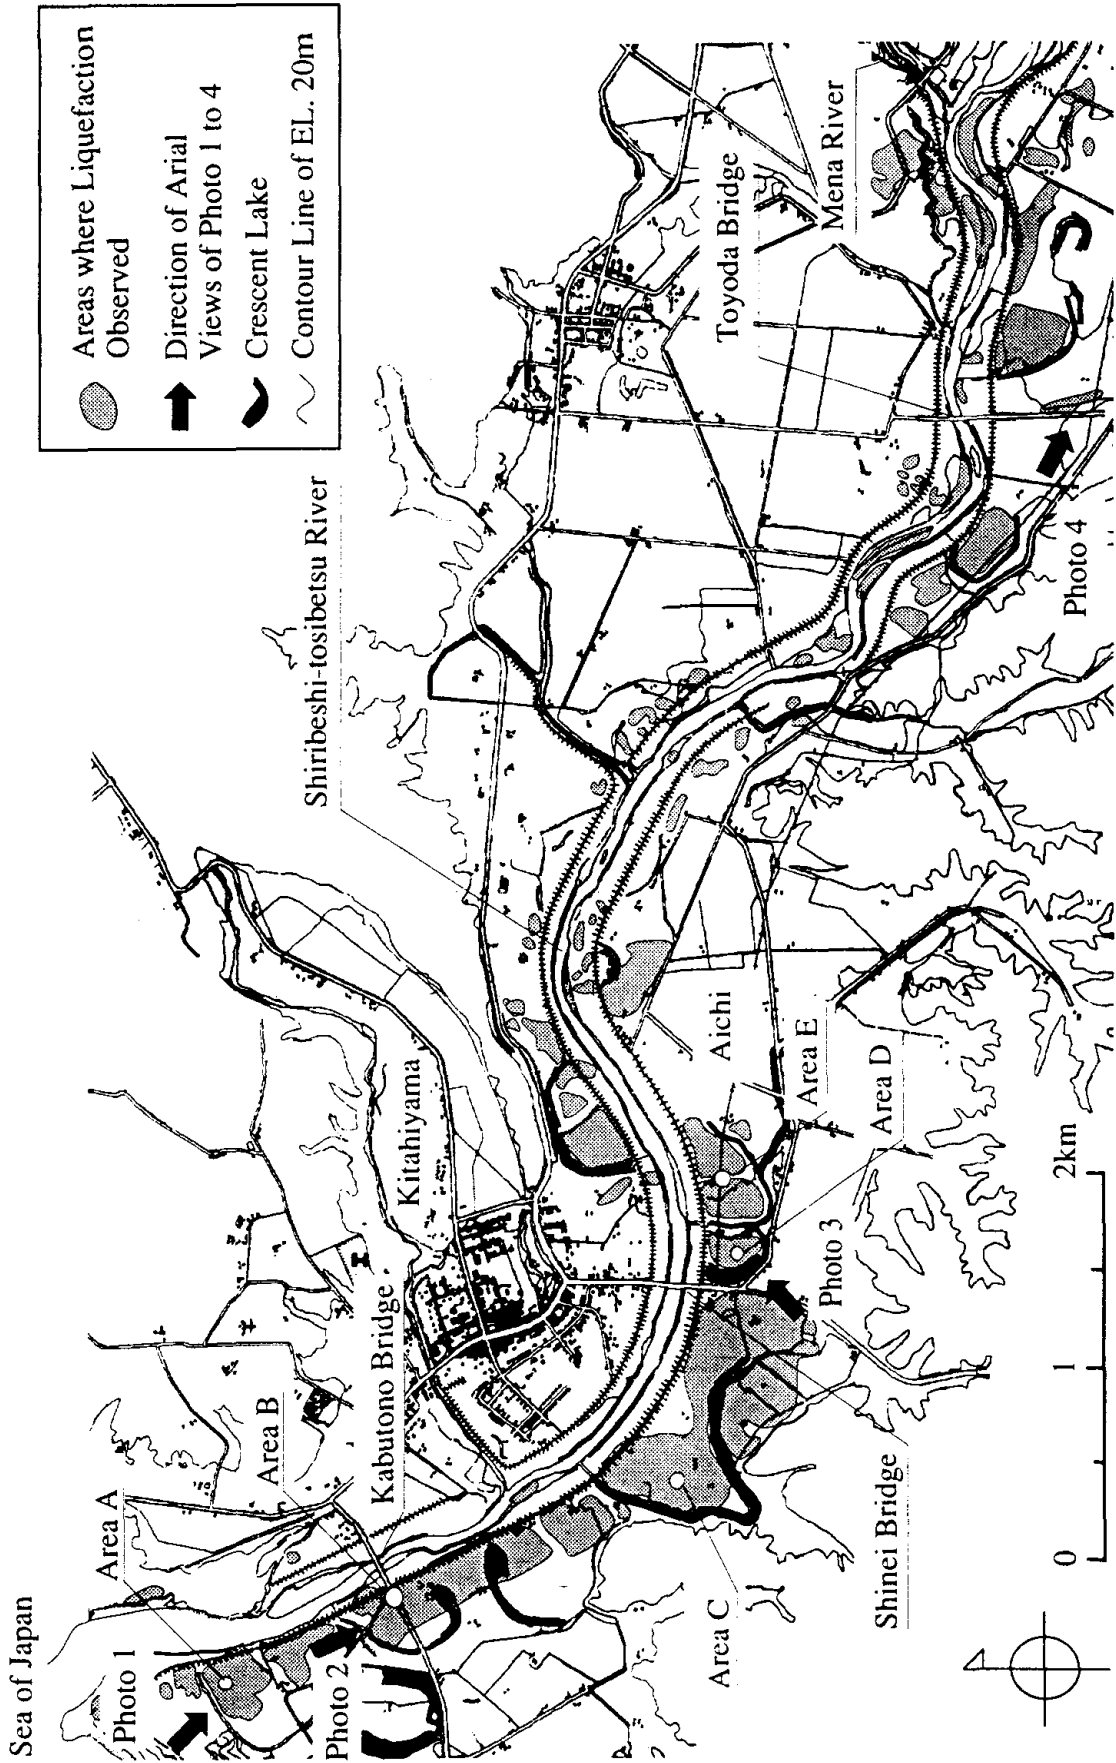 Areas where Liquefaction
Observed
Direction of Arial
Views of Photo 1 to 4
Crescent Lake
Contour Line of EL. 20m
Sea of Japan
Photo 1
Area A
Photo 2
Area B
Kabutono Bridge
Kitahiyama
Shiribeshi-tosibetsu River
Toyoda Bridge
Mena River
Area C
Shinei Bridge
Photo 3
Area D
Area E
Aichi
Photo 4
0 1 2km